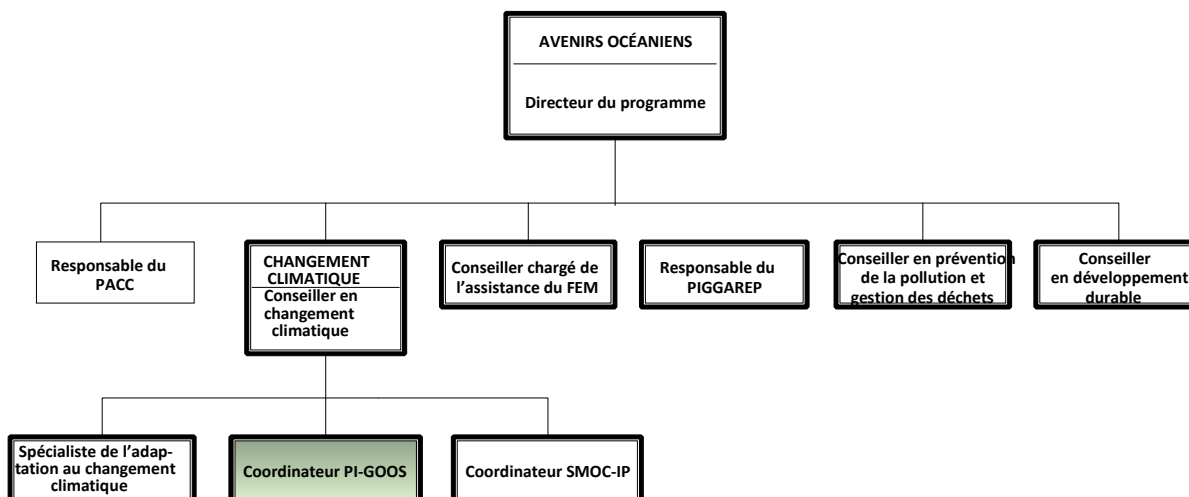 AVENIRS OCÉANIENS
Directeur du programme
Responsable du
PACC
CHANGEMENT
CLIMATIQUE
Conseiller en
changement
climatique
Conseiller chargé de
l’assistance du FEM
Responsable du
PIGGAREP
Conseiller en prévention
de la pollution et
gestion des déchets
Conseiller
en développement
durable
Spécialiste de l’adap-
tation au changement
climatique
Coordinateur PI-GOOS
Coordinateur SMOC-IP